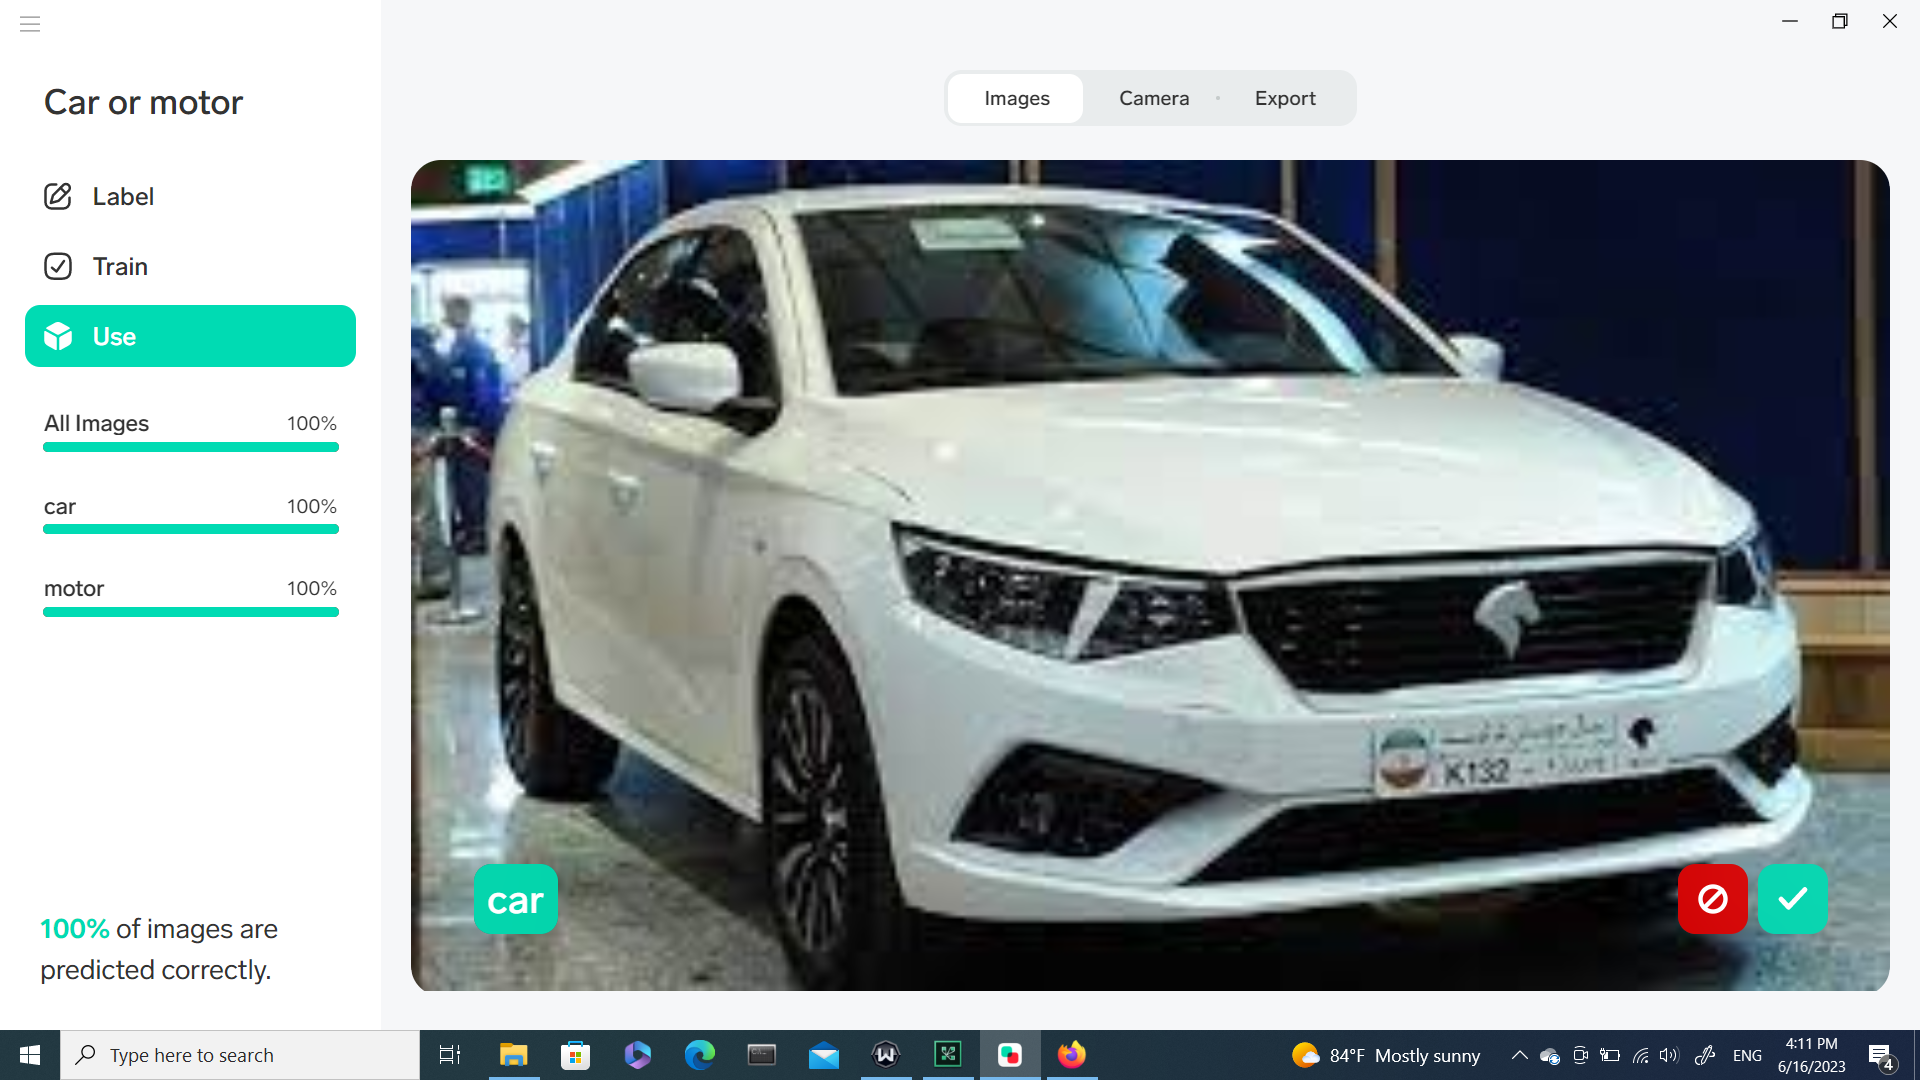 Car or motor
Images
Camera
Export
Label
Train
Use
All Images 100%
car 100%
motor 100%
100% of images are
predicted correctly.
car
K132
Type here to search
84°F Mostly sunny
ENG
4:11 PM
6/16/2023
4